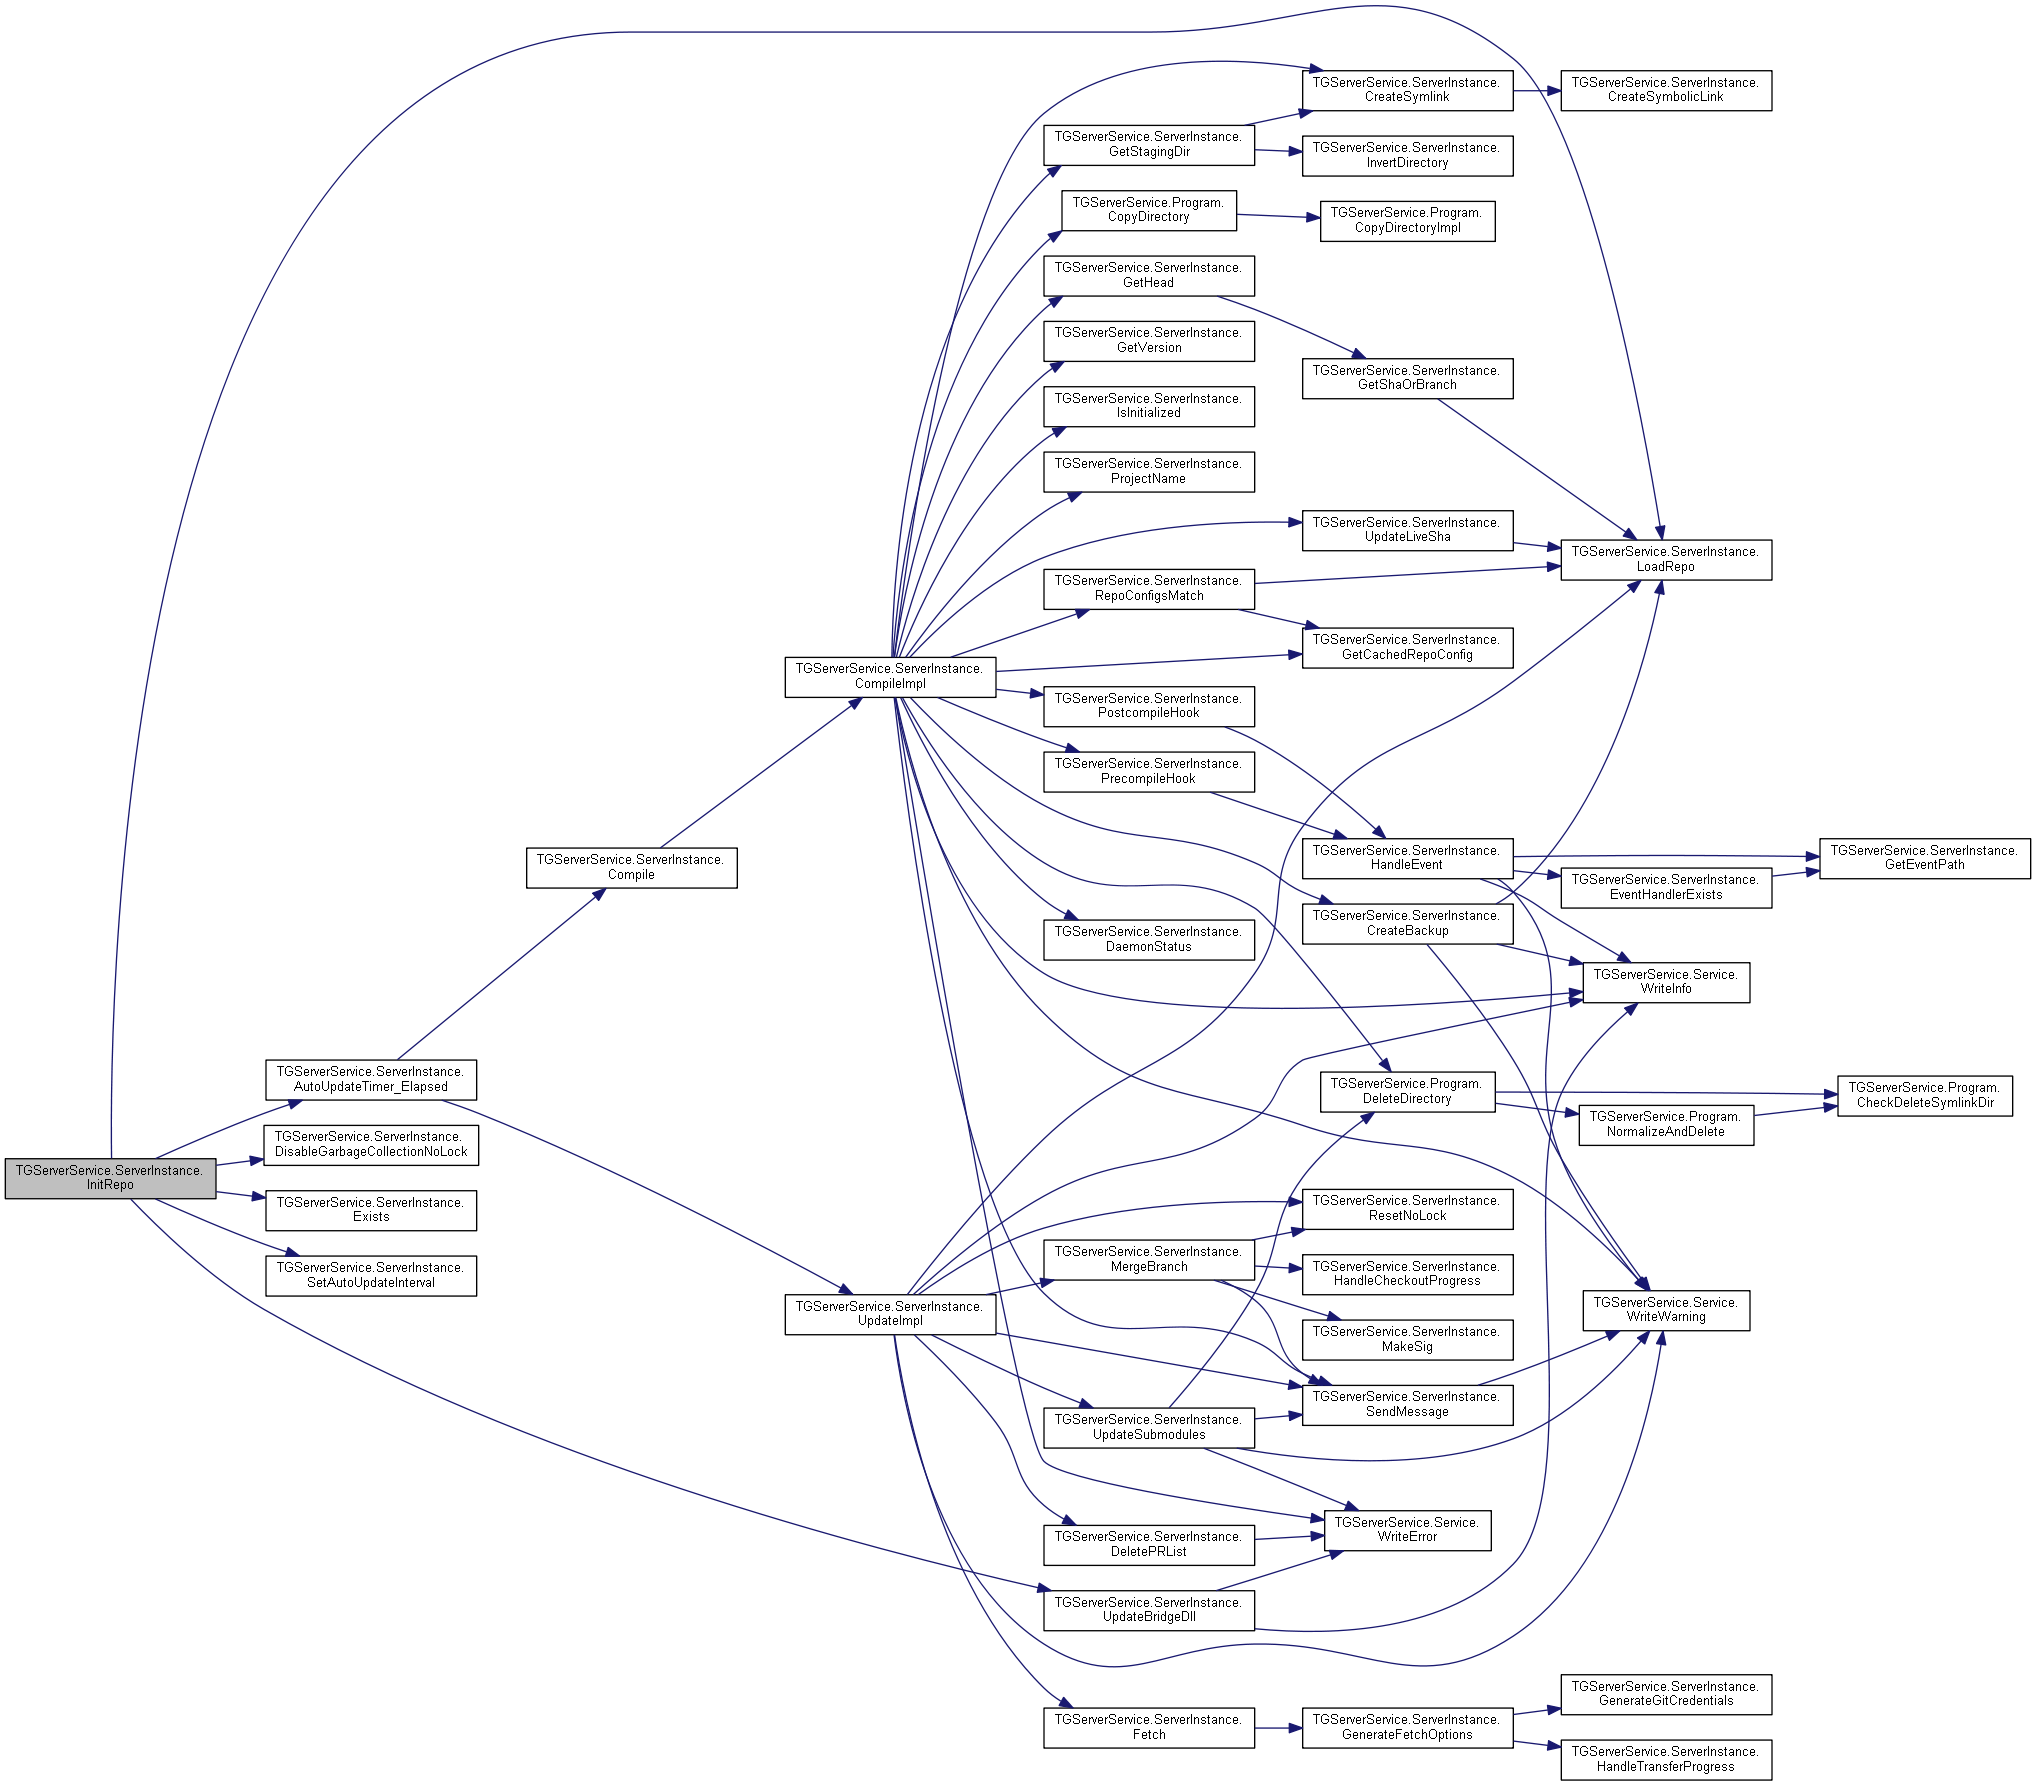 TGServerService.ServerInstance.
InitRepo
TGServerService.ServerInstance.
AutoUpdateTimer_Elapsed
TGServerService.ServerInstance.
DisableGarbageCollectionNoLock
TGServerService.ServerInstance.
Exists
TGServerService.ServerInstance.
SetAutoUpdateInterval
TGServerService.ServerInstance.
Compile
TGServerService.ServerInstance.
CompileImpl
TGServerService.ServerInstance.
UpdateImpl
TGServerService.ServerInstance.
GetStagingDir
TGServerService.Program.
CopyDirectory
TGServerService.ServerInstance.
GetHead
TGServerService.ServerInstance.
GetVersion
TGServerService.ServerInstance.
IsInitialized
TGServerService.ServerInstance.
ProjectName
TGServerService.ServerInstance.
RepoConfigsMatch
TGServerService.ServerInstance.
PostcompileHook
TGServerService.ServerInstance.
PrecompileHook
TGServerService.ServerInstance.
DaemonStatus
TGServerService.ServerInstance.
MergeBranch
TGServerService.ServerInstance.
UpdateSubmodules
TGServerService.ServerInstance.
DeletePRList
TGServerService.ServerInstance.
UpdateBridgeDll
TGServerService.ServerInstance.
Fetch
TGServerService.ServerInstance.
CreateSymlink
TGServerService.ServerInstance.
InvertDirectory
TGServerService.Program.
CopyDirectoryImpl
TGServerService.ServerInstance.
GetShaOrBranch
TGServerService.ServerInstance.
UpdateLiveSha
TGServerService.ServerInstance.
GetCachedRepoConfig
TGServerService.ServerInstance.
HandleEvent
TGServerService.ServerInstance.
CreateBackup
TGServerService.Program.
DeleteDirectory
TGServerService.ServerInstance.
ResetNoLock
TGServerService.ServerInstance.
HandleCheckoutProgress
TGServerService.ServerInstance.
MakeSig
TGServerService.ServerInstance.
SendMessage
TGServerService.Service.
WriteError
TGServerService.ServerInstance.
GenerateFetchOptions
TGServerService.ServerInstance.
CreateSymbolicLink
TGServerService.ServerInstance.
LoadRepo
TGServerService.ServerInstance.
EventHandlerExists
TGServerService.Service.
WriteInfo
TGServerService.Program.
NormalizeAndDelete
TGServerService.Service.
WriteWarning
TGServerService.ServerInstance.
GenerateGitCredentials
TGServerService.ServerInstance.
HandleTransferProgress
TGServerService.ServerInstance.
GetEventPath
TGServerService.Program.
CheckDeleteSymlinkDir